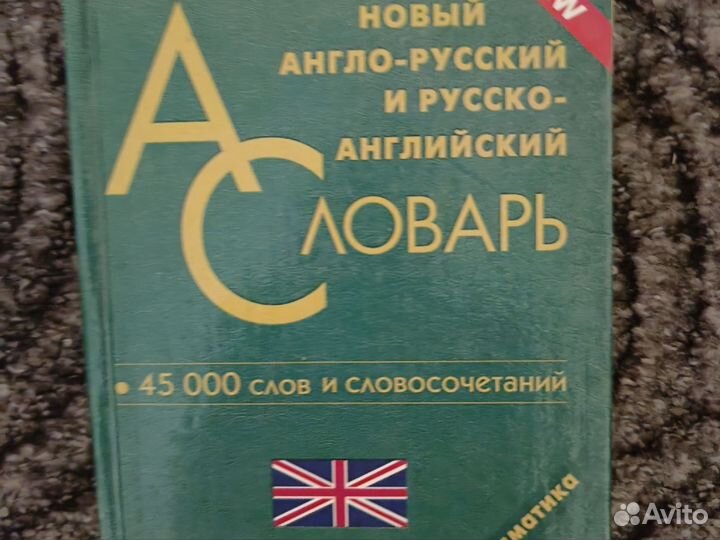 НОВЫЙ
АНГЛО-РУССКИЙ
И РУССКО-
АНГЛИЙСКИЙ
А
СЛОВАРЬ
• 45 000 СЛОВ И СЛОВОСОЧЕТАНИЙ
Avito